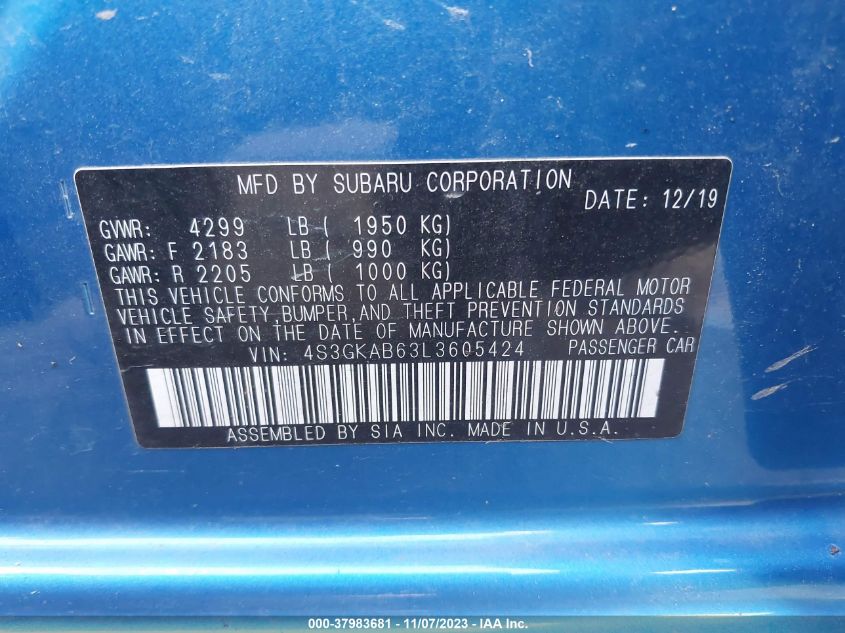 MFD BY SUBARU CORPORATION
DATE: 12/19
GVWR: 4299 LB ( 1950 KG)
GAWR: F 2183 LB ( 990 KG)
GAWR: R 2205 LB ( 1000 KG)
THIS VEHICLE CONFORMS TO ALL APPLICABLE FEDERAL MOTOR
VEHICLE SAFETY,BUMPER,AND THEFT PREVENTION STANDARDS
IN EFFECT ON THE DATE OF MANUFACTURE SHOWN ABOVE.
VIN: 4S3GKAB63L3605424 PASSENGER CAR
ASSEMBLED BY SIA INC. MADE IN U.S.A.
000-37983681 - 11/07/2023 - IAA Inc.